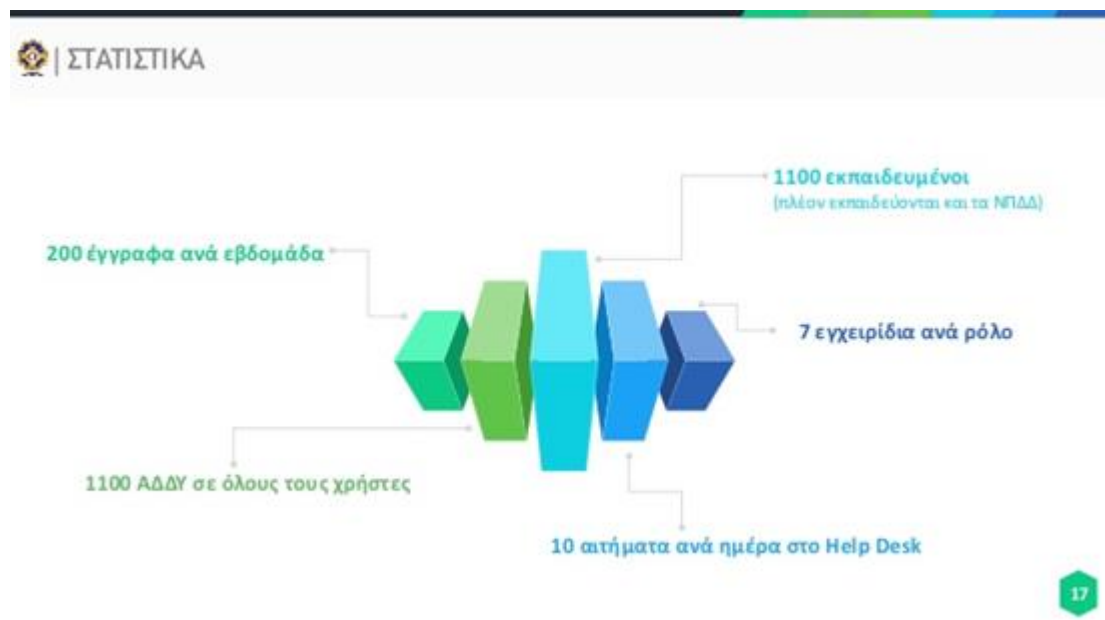 | ΣΤΑΤΙΣΤΙΚΑ
1100 εκπαιδευμένοι
(πλέον εκπαιδεύονται και τα ΝΠΔΔ)
200 έγγραφα ανά εβδομάδα
7 εγχειρίδια ανά ρόλο
1100 ΑΔΔΥ σε όλους τους χρήστες
10 αιτήματα ανά ημέρα στο Help Desk
17